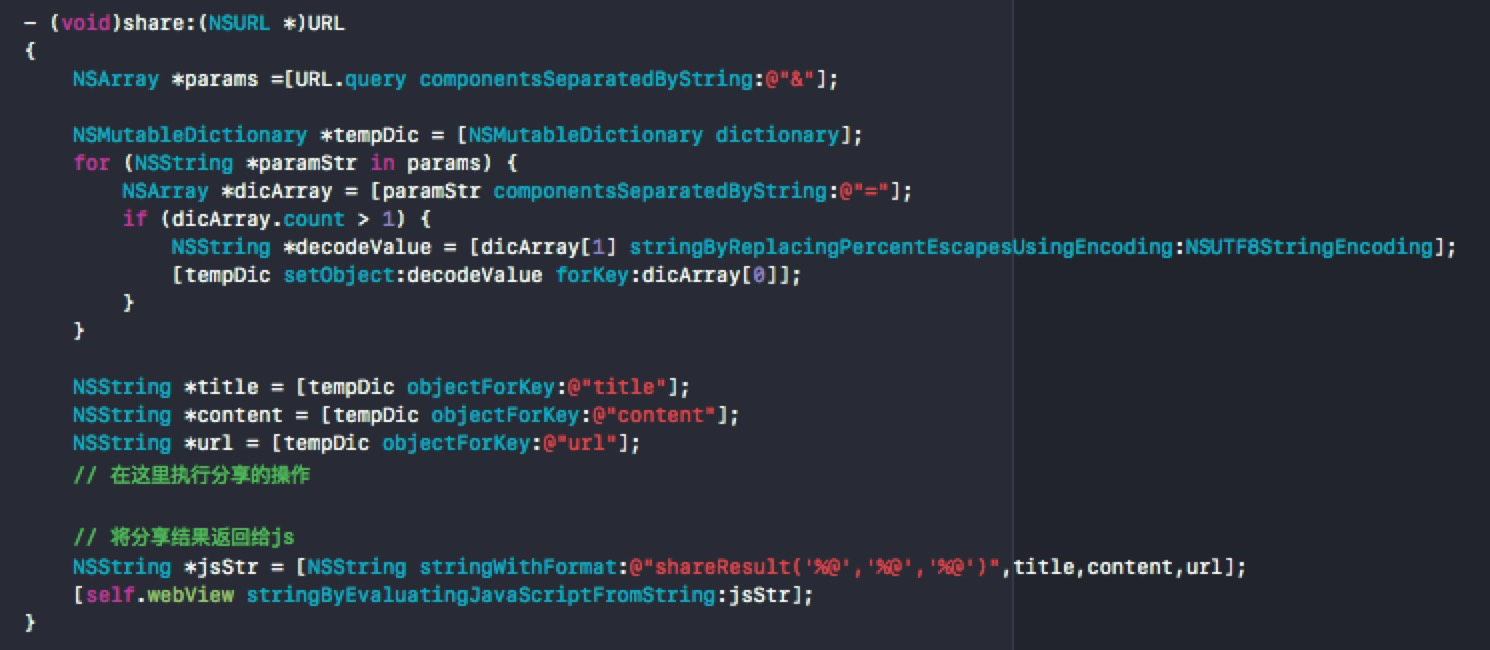 - (void)share:(NSURL *)URL
{
    NSArray *params =[URL.query componentsSeparatedByString:@"&"];

    NSMutableDictionary *tempDic = [NSMutableDictionary dictionary];
    for (NSString *paramStr in params) {
        NSArray *dicArray = [paramStr componentsSeparatedByString:@"="];
        if (dicArray.count > 1) {
            NSString *decodeValue = [dicArray[1] stringByReplacingPercentEscapesUsingEncoding:NSUTF8StringEncoding];
            [tempDic setObject:decodeValue forKey:dicArray[0]];
        }
    }

    NSString *title = [tempDic objectForKey:@"title"];
    NSString *content = [tempDic objectForKey:@"content"];
    NSString *url = [tempDic objectForKey:@"url"];
    // 在这里执行分享的操作

    // 将分享结果返回给js
    NSString *jsStr = [NSString stringWithFormat:@"shareResult('%@','%@','%@')",title,content,url];
    [self.webView stringByEvaluatingJavaScriptFromString:jsStr];
}